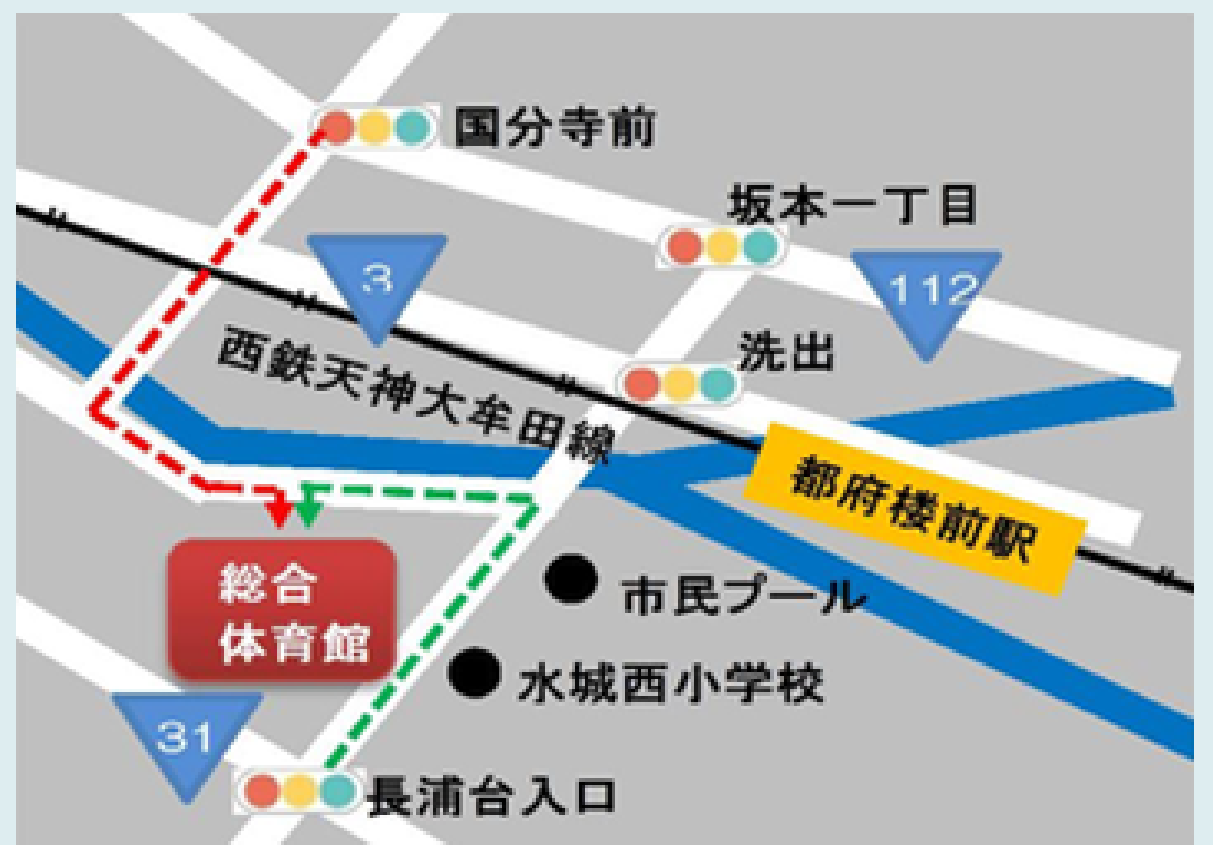 国分寺前
坂本一丁目
3
112
洗出
西鉄天神大牟田線
都府楼前駅
総合
体育館
市民プール
水城西小学校
31
長浦台入口